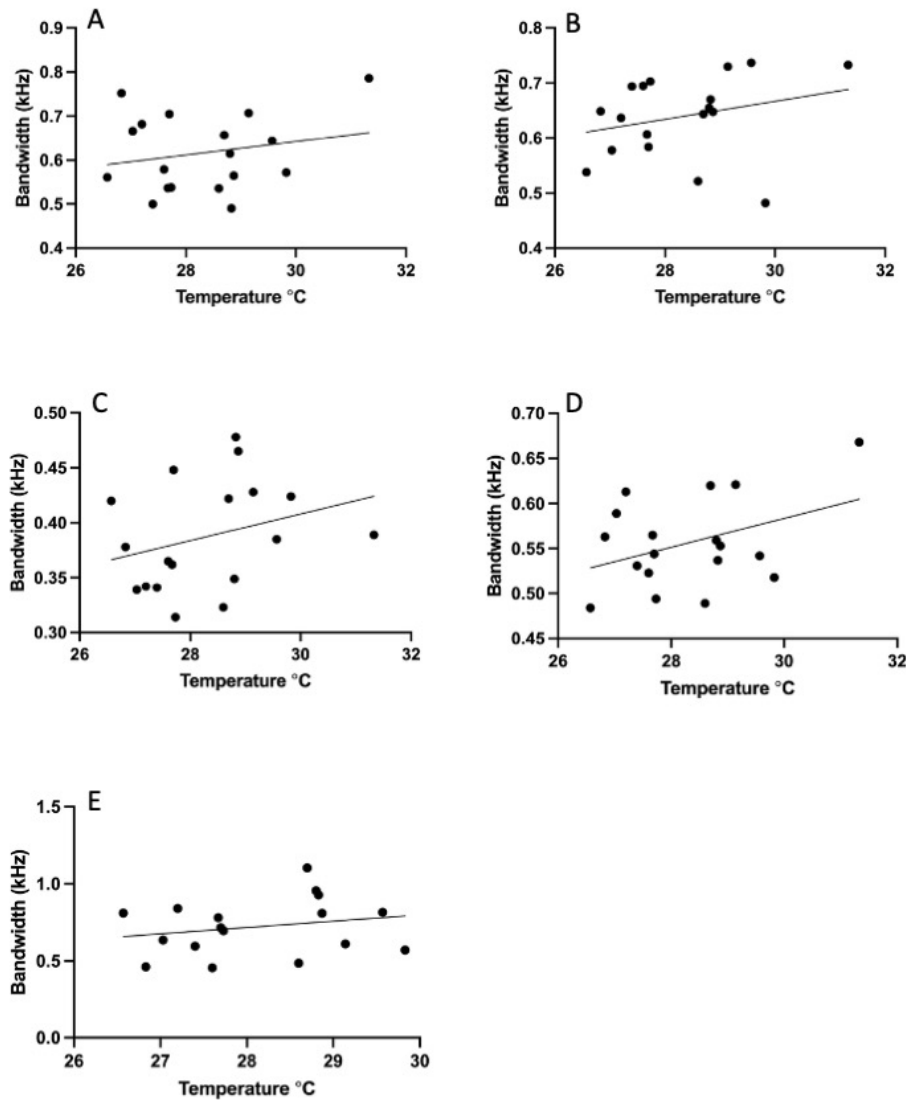 A
Bandwidth (kHz)
0.9
0.8
0.7
0.6
0.5
0.4
26 28 30 32
Temperature °C
B
Bandwidth (kHz)
0.8
0.7
0.6
0.5
0.4
26 28 30 32
Temperature °C
C
Bandwidth (kHz)
0.50
0.45
0.40
0.35
0.30
26 28 30 32
Temperature °C
D
Bandwidth (kHz)
0.70
0.65
0.60
0.55
0.50
0.45
26 28 30 32
Temperature °C
E
Bandwidth (kHz)
1.5
1.0
0.5
0.0
26 27 28 29 30
Temperature °C